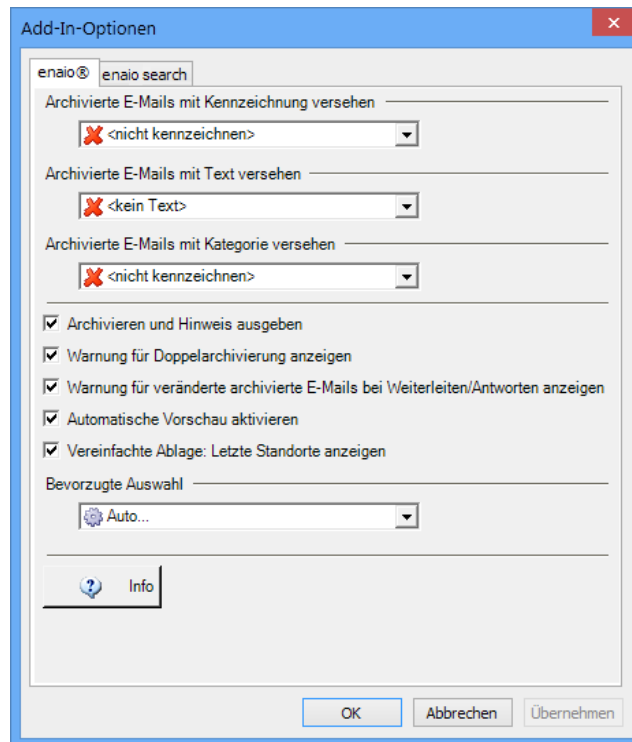 Add-In-Optionen
enaio® enaio search
Archivierte E-Mails mit Kennzeichnung versehen
<nicht kennzeichnen>
Archivierte E-Mails mit Text versehen
<kein Text>
Archivierte E-Mails mit Kategorie versehen
<nicht kennzeichnen>
Archivieren und Hinweis ausgeben
Warnung für Doppelarchivierung anzeigen
Warnung für veränderte archivierte E-Mails bei Weiterleiten/Antworten anzeigen
Automatische Vorschau aktivieren
Vereinfachte Ablage: Letzte Standorte anzeigen
Bevorzugte Auswahl
Auto...
Info
OK Abbrechen Übernehmen